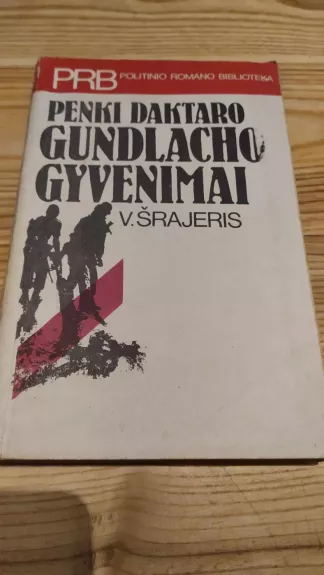 PRB POLITINIO ROMANO BIBLIOTEKA
PENKI DAKTARO
GUNDLACHO
GYVENIMAI
V. ŠRAJERIS